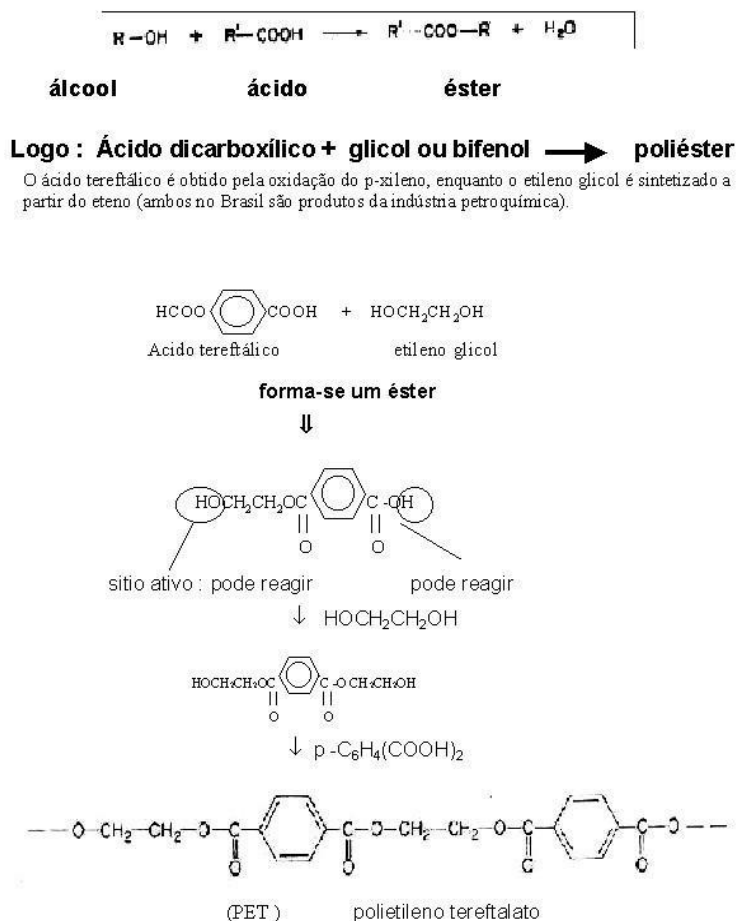 R-OH + R'-COOH → R'-COO-R + H₂O
álcool ácido éster
Logo : Ácido dicarboxílico + glicol ou bifenol → poliéster
O ácido tereftálico é obtido pela oxidação do p-xileno, enquanto o etileno glicol é sintetizado a
partir do eteno (ambos no Brasil são produtos da indústria petroquímica).
HCOO COOH + HOCH₂CH₂OH
Acido tereftálico etileno glicol
forma-se um éster
⇓
HOCH₂CH₂OC C-OH
O O
sitio ativo : pode reagir pode reagir
↓ HOCH₂CH₂OH
HOCH₂CH₂OC C-OCH₂CH₂OH
O O
↓ p-C₆H₄(COOH)₂
O-CH₂-CH₂-O-C C-O-CH₂-CH₂-O-C C-O
O O C O
(PET ) polietileno tereftalato